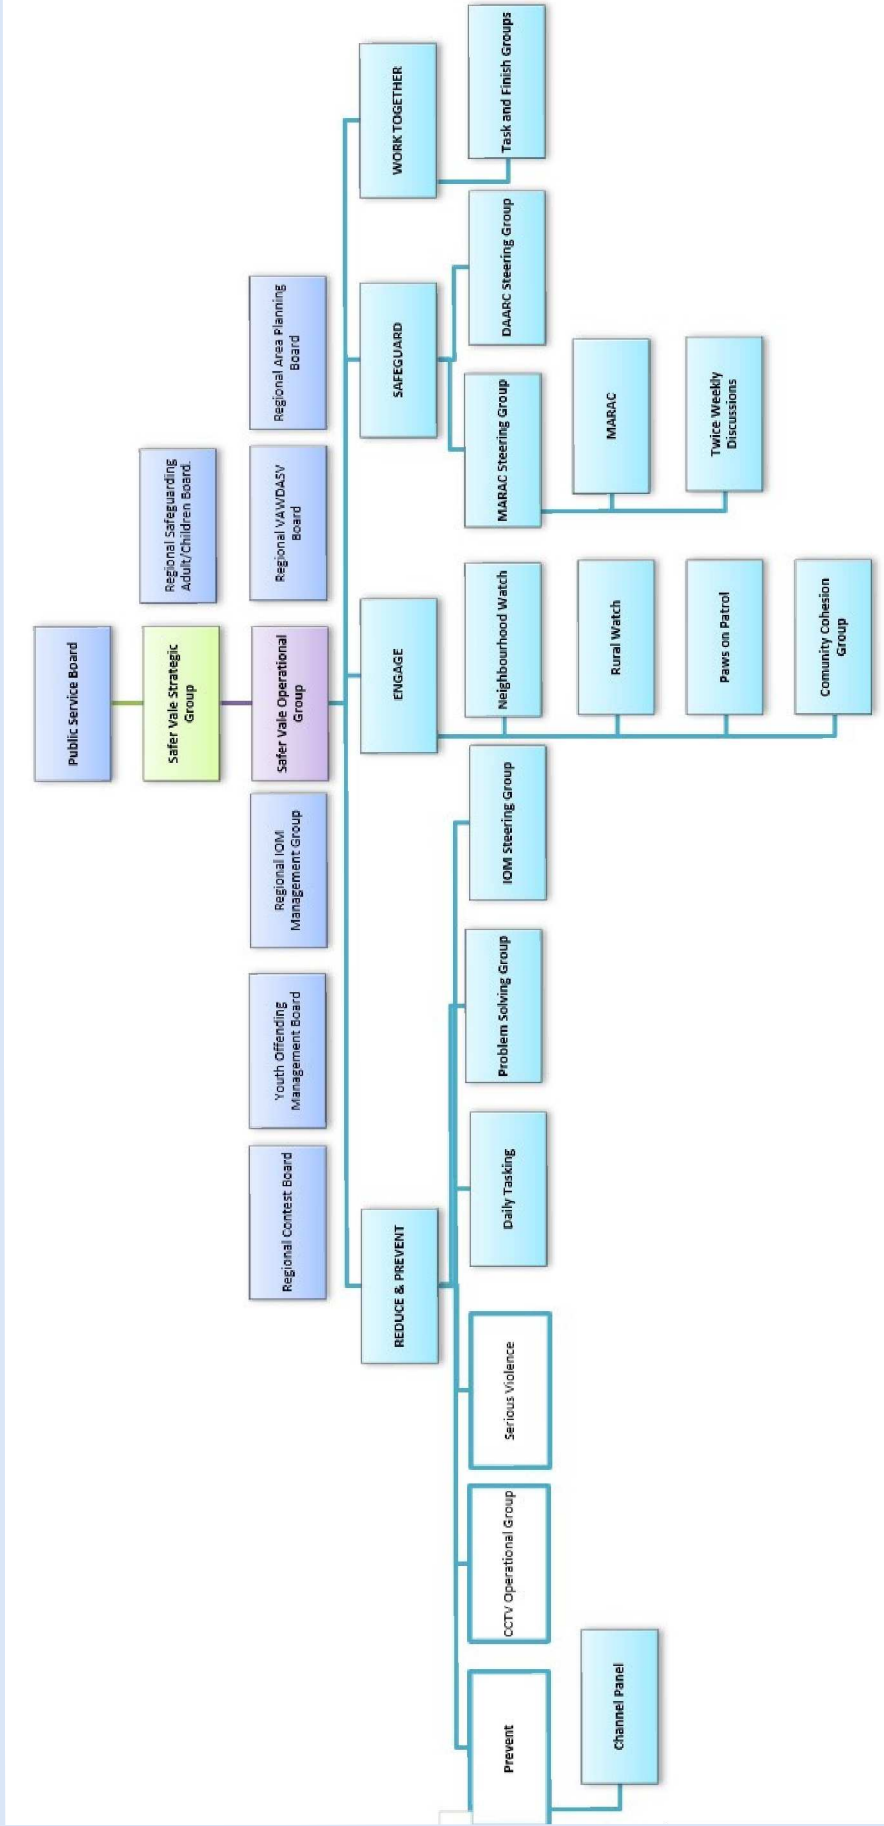 Public Service Board
Safer Vale Strategic
Group
Regional Safeguarding
Adult/Children Board.
Regional Contest Board
Youth Offending
Management Board
Regional IOM
Management Group
Safer Vale Operational
Group
Regional VAWDASV
Board
Regional Area Planning
Board
REDUCE & PREVENT
ENGAGE
SAFEGUARD
WORK TOGETHER
Prevent
CCTV Operational Group
Serious Violence
Daily Tasking
Problem Solving Group
IOM Steering Group
Neighbourhood Watch
MARAC Steering Group
DAARC Steering Group
Task and Finish Groups
Channel Panel
Rural Watch
MARAC
Paws on Patrol
Twice Weekly
Discussions
Comunity Cohesion
Group